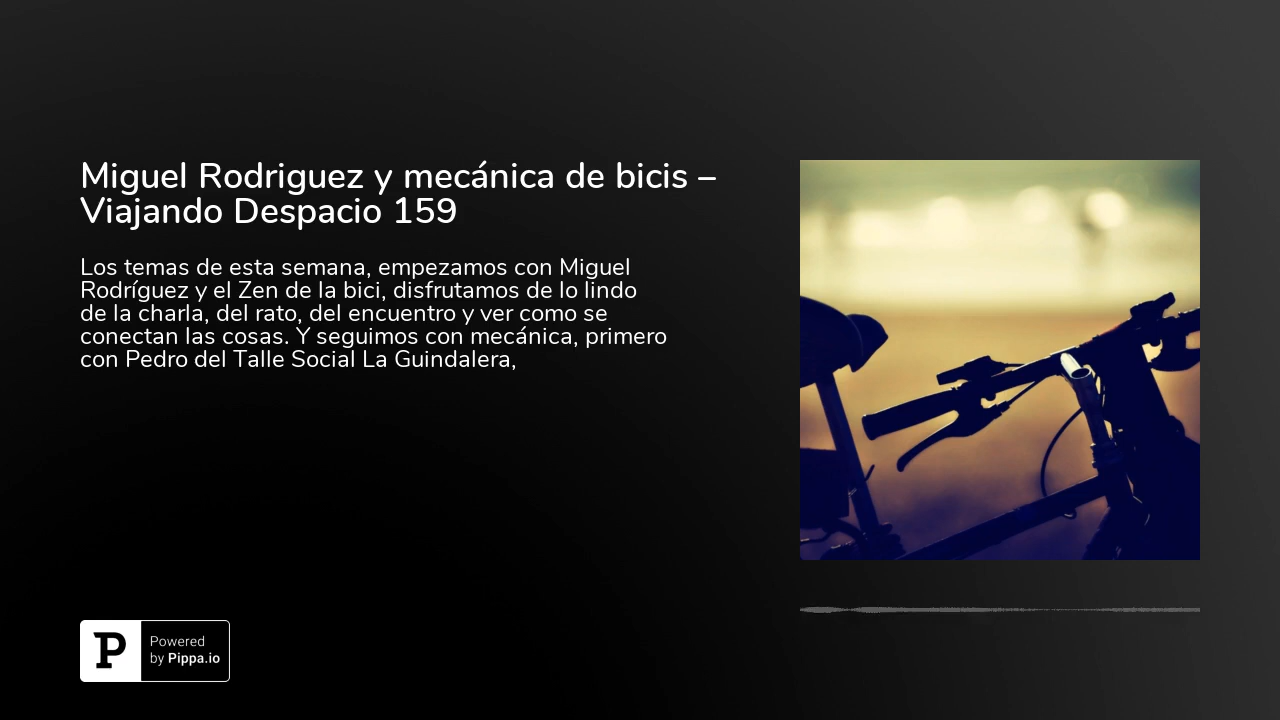 Miguel Rodriguez y mecánica de bicis –
Viajando Despacio 159
Los temas de esta semana, empezamos con Miguel
Rodríguez y el Zen de la bici, disfrutamos de lo lindo
de la charla, del rato, del encuentro y ver como se
conectan las cosas. Y seguimos con mecánica, primero
con Pedro del Talle Social La Guindalera,
P
Powered
by Pippa.io